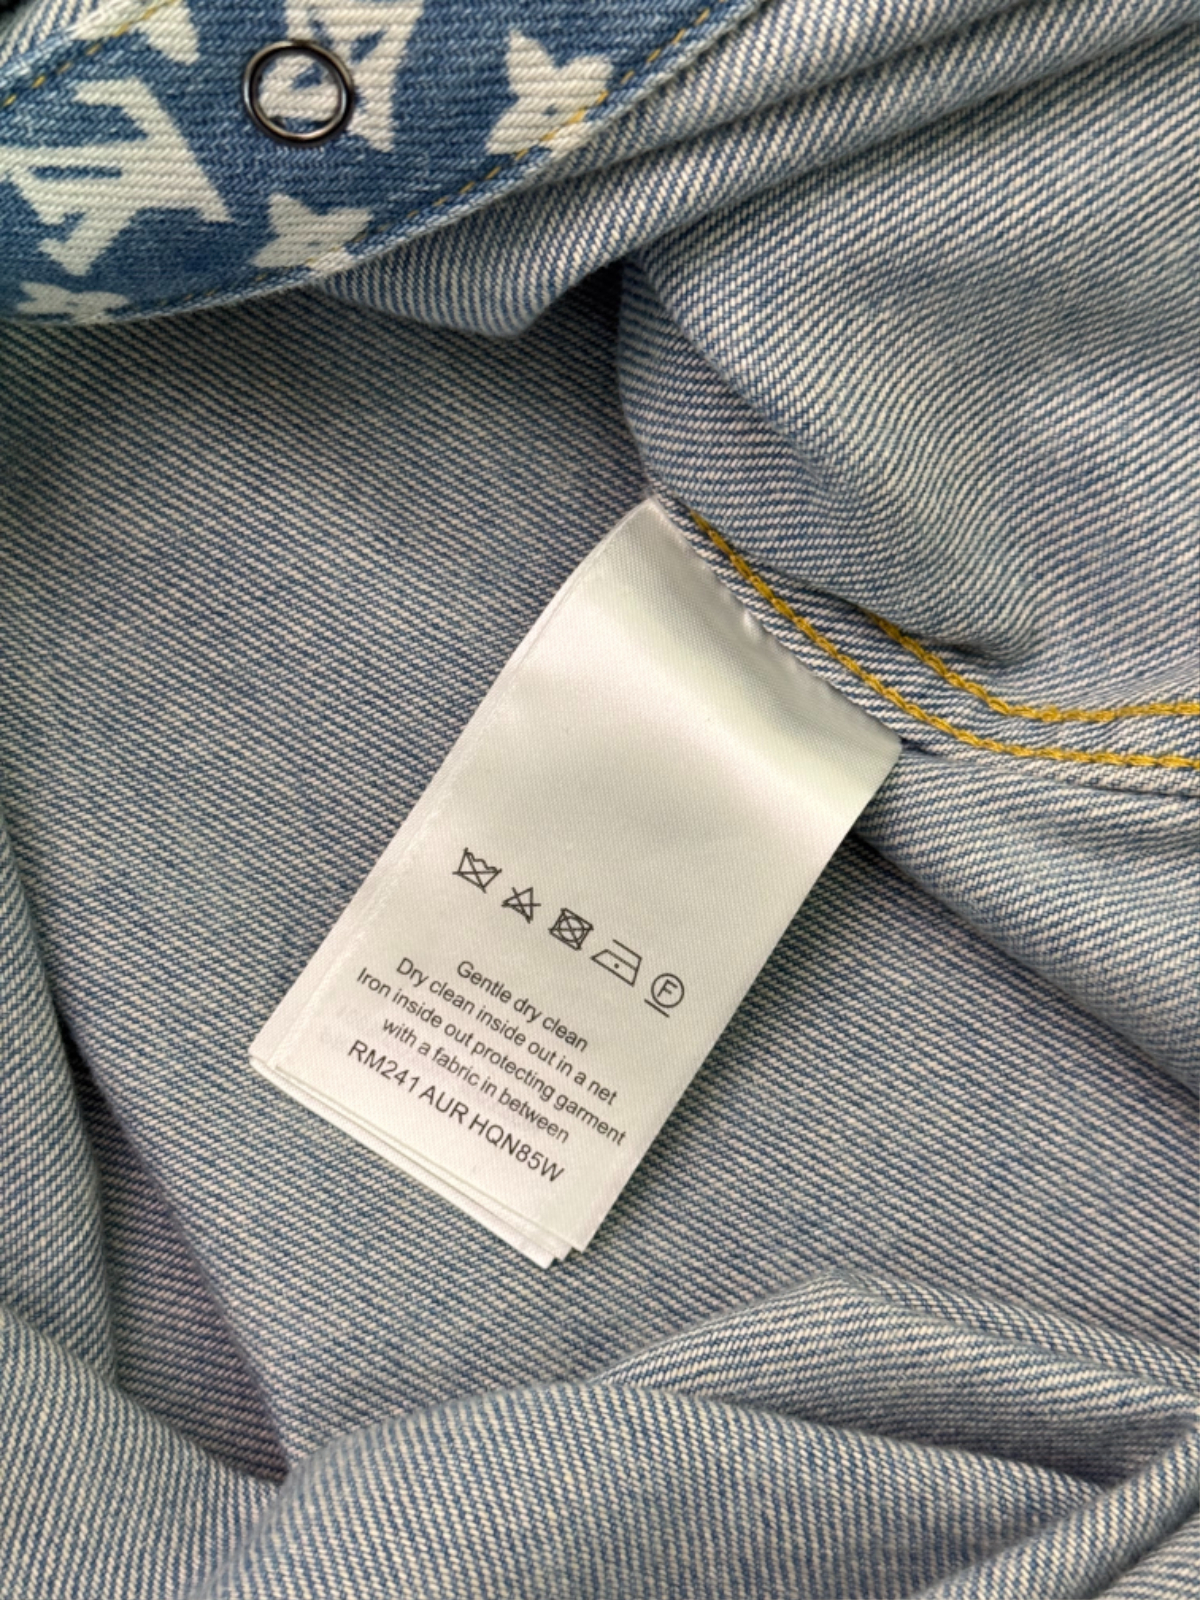 F
Gentle dry clean
Dry clean inside out in a net
Iron inside out protecting garment
with a fabric in between
RM241 AUR HQN85W